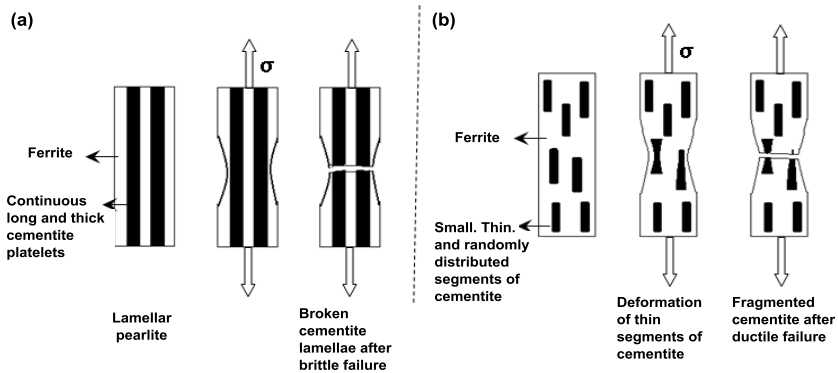 (a)
σ
Ferrite
Continuous
long and thick
cementite
platelets
Lamellar
pearlite
Broken
cementite
lamellae after
brittle failure
(b)
σ
Ferrite
Small. Thin.
and randomly
distributed
segments of
cementite
Deformation
of thin
segments of
cementite
Fragmented
cementite after
ductile failure